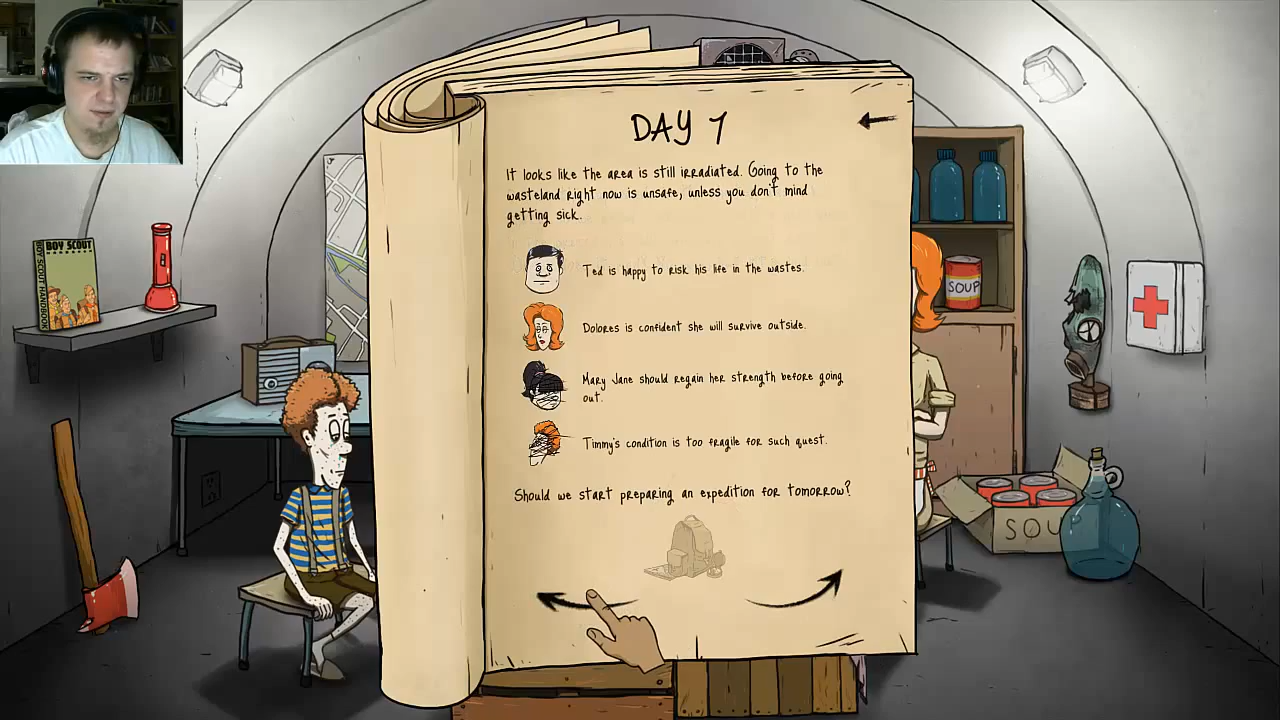 DAY 7
It looks like the area is still irradiated. Going to the
wasteland right now is unsafe, unless you don't mind
getting sick.
Ted is happy to risk his life in the wastes.
Dolores is confident she will survive outside.
Mary Jane should regain her strength before going
out.
Timmy's condition is too fragile for such quest.
Should we start preparing an expedition for tomorrow?
BOY SCOUT
BOY SCOUT HANDBOOK
SOUP
SOU